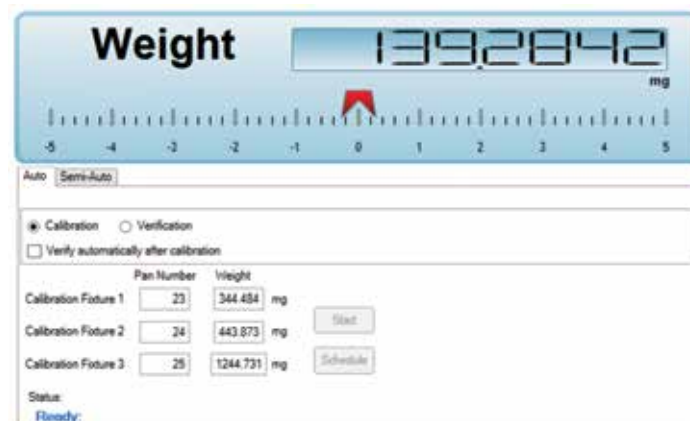 Weight 139.2842
mg
-5 -4 -3 -2 -1 0 1 2 3 4 5
Auto Semi-Auto
Calibration Verification
Verify automatically after calibration
Pan Number Weight
Calibration Fixture 1 23 344.484 mg
Start
Calibration Fixture 2 24 443.873 mg
Calibration Fixture 3 25 1244.731 mg Schedule
Status:
Ready: